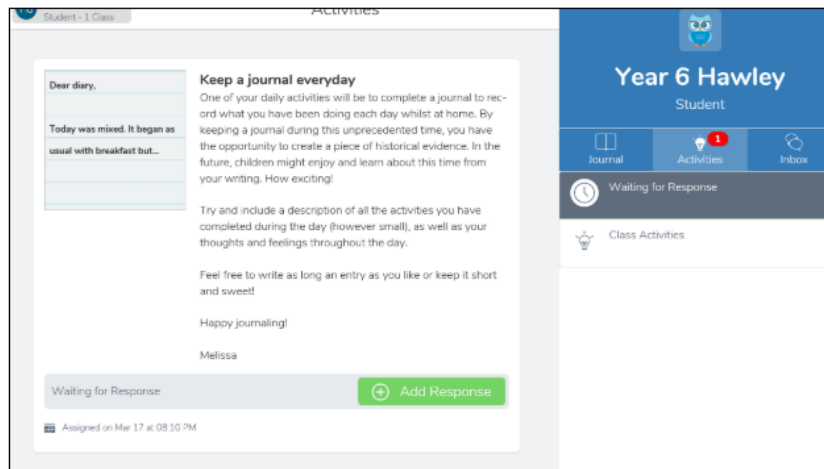 Student - 1 Class
Activities
Dear diary,
Today was mixed. It began as
usual with breakfast but...
Keep a journal everyday
One of your daily activities will be to complete a journal to rec-
ord what you have been doing each day whilst at home. By
keeping a journal during this unprecedented time, you have
the opportunity to create a piece of historical evidence. In the
future, children might enjoy and learn about this time from
your writing. How exciting!
Try and include a description of all the activities you have
completed during the day (however small), as well as your
thoughts and feelings throughout the day.
Feel free to write as long an entry as you like or keep it short
and sweet!
Happy journaling!
Melissa
Waiting for Response
Add Response
Assigned on Mar 17 at 08:10 PM
Year 6 Hawley
Student
Journal
1
Activities
Inbox
Waiting for Response
Class Activities